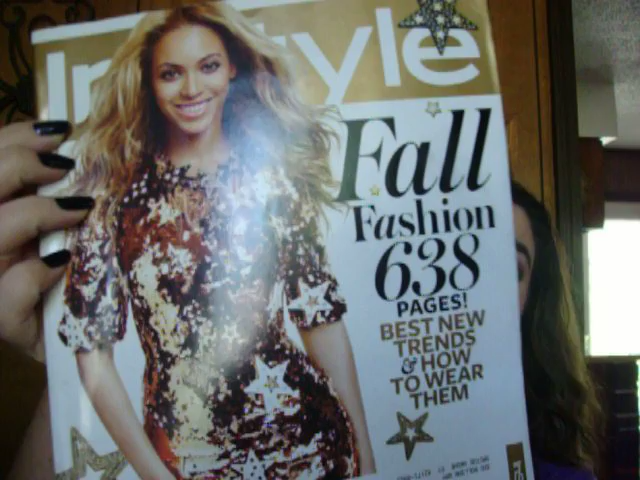 InStyle
Fall
Fashion
638
PAGES!
BEST NEW
TRENDS
& HOW
TO WEAR
THEM